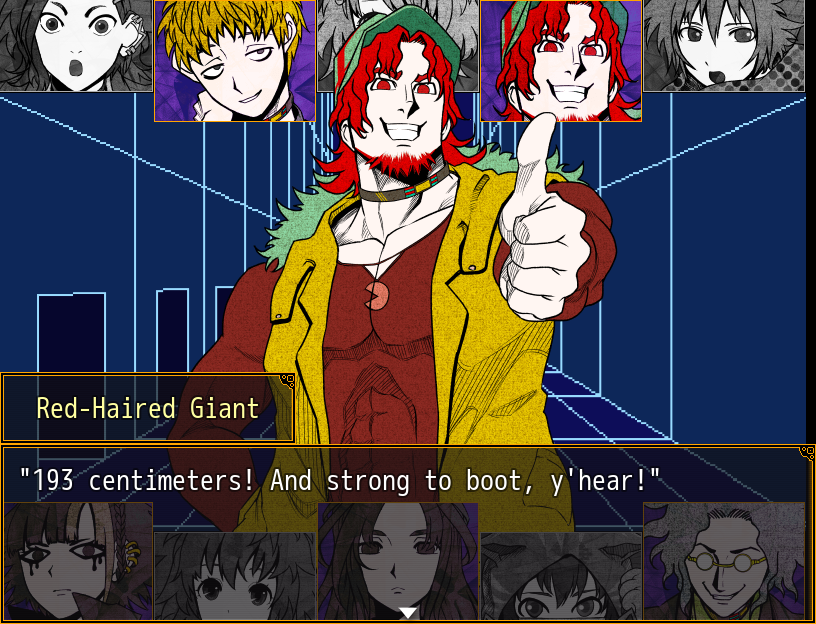 Red-Haired Giant
"193 centimeters! And strong to boot, y'hear!"